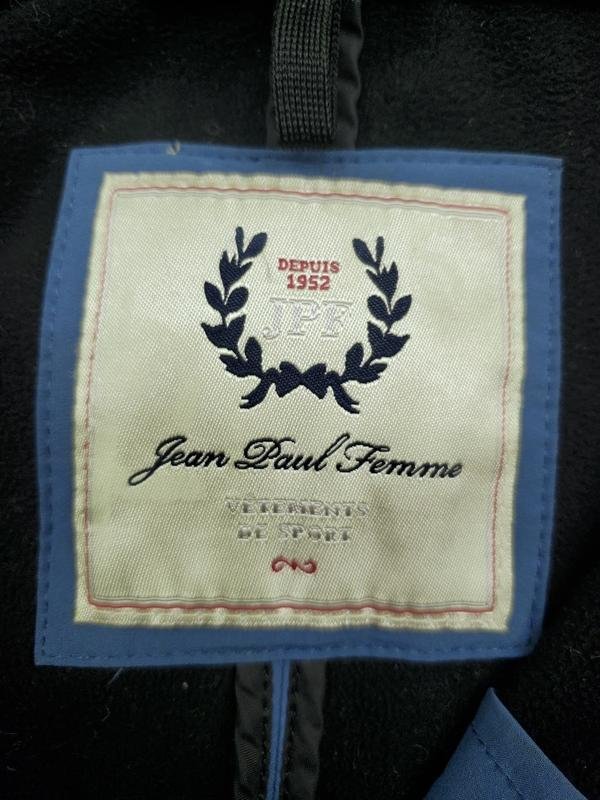 DEPUIS
1952
JPF
Jean Paul Femme
VÊTEMENTS
DE SPORT